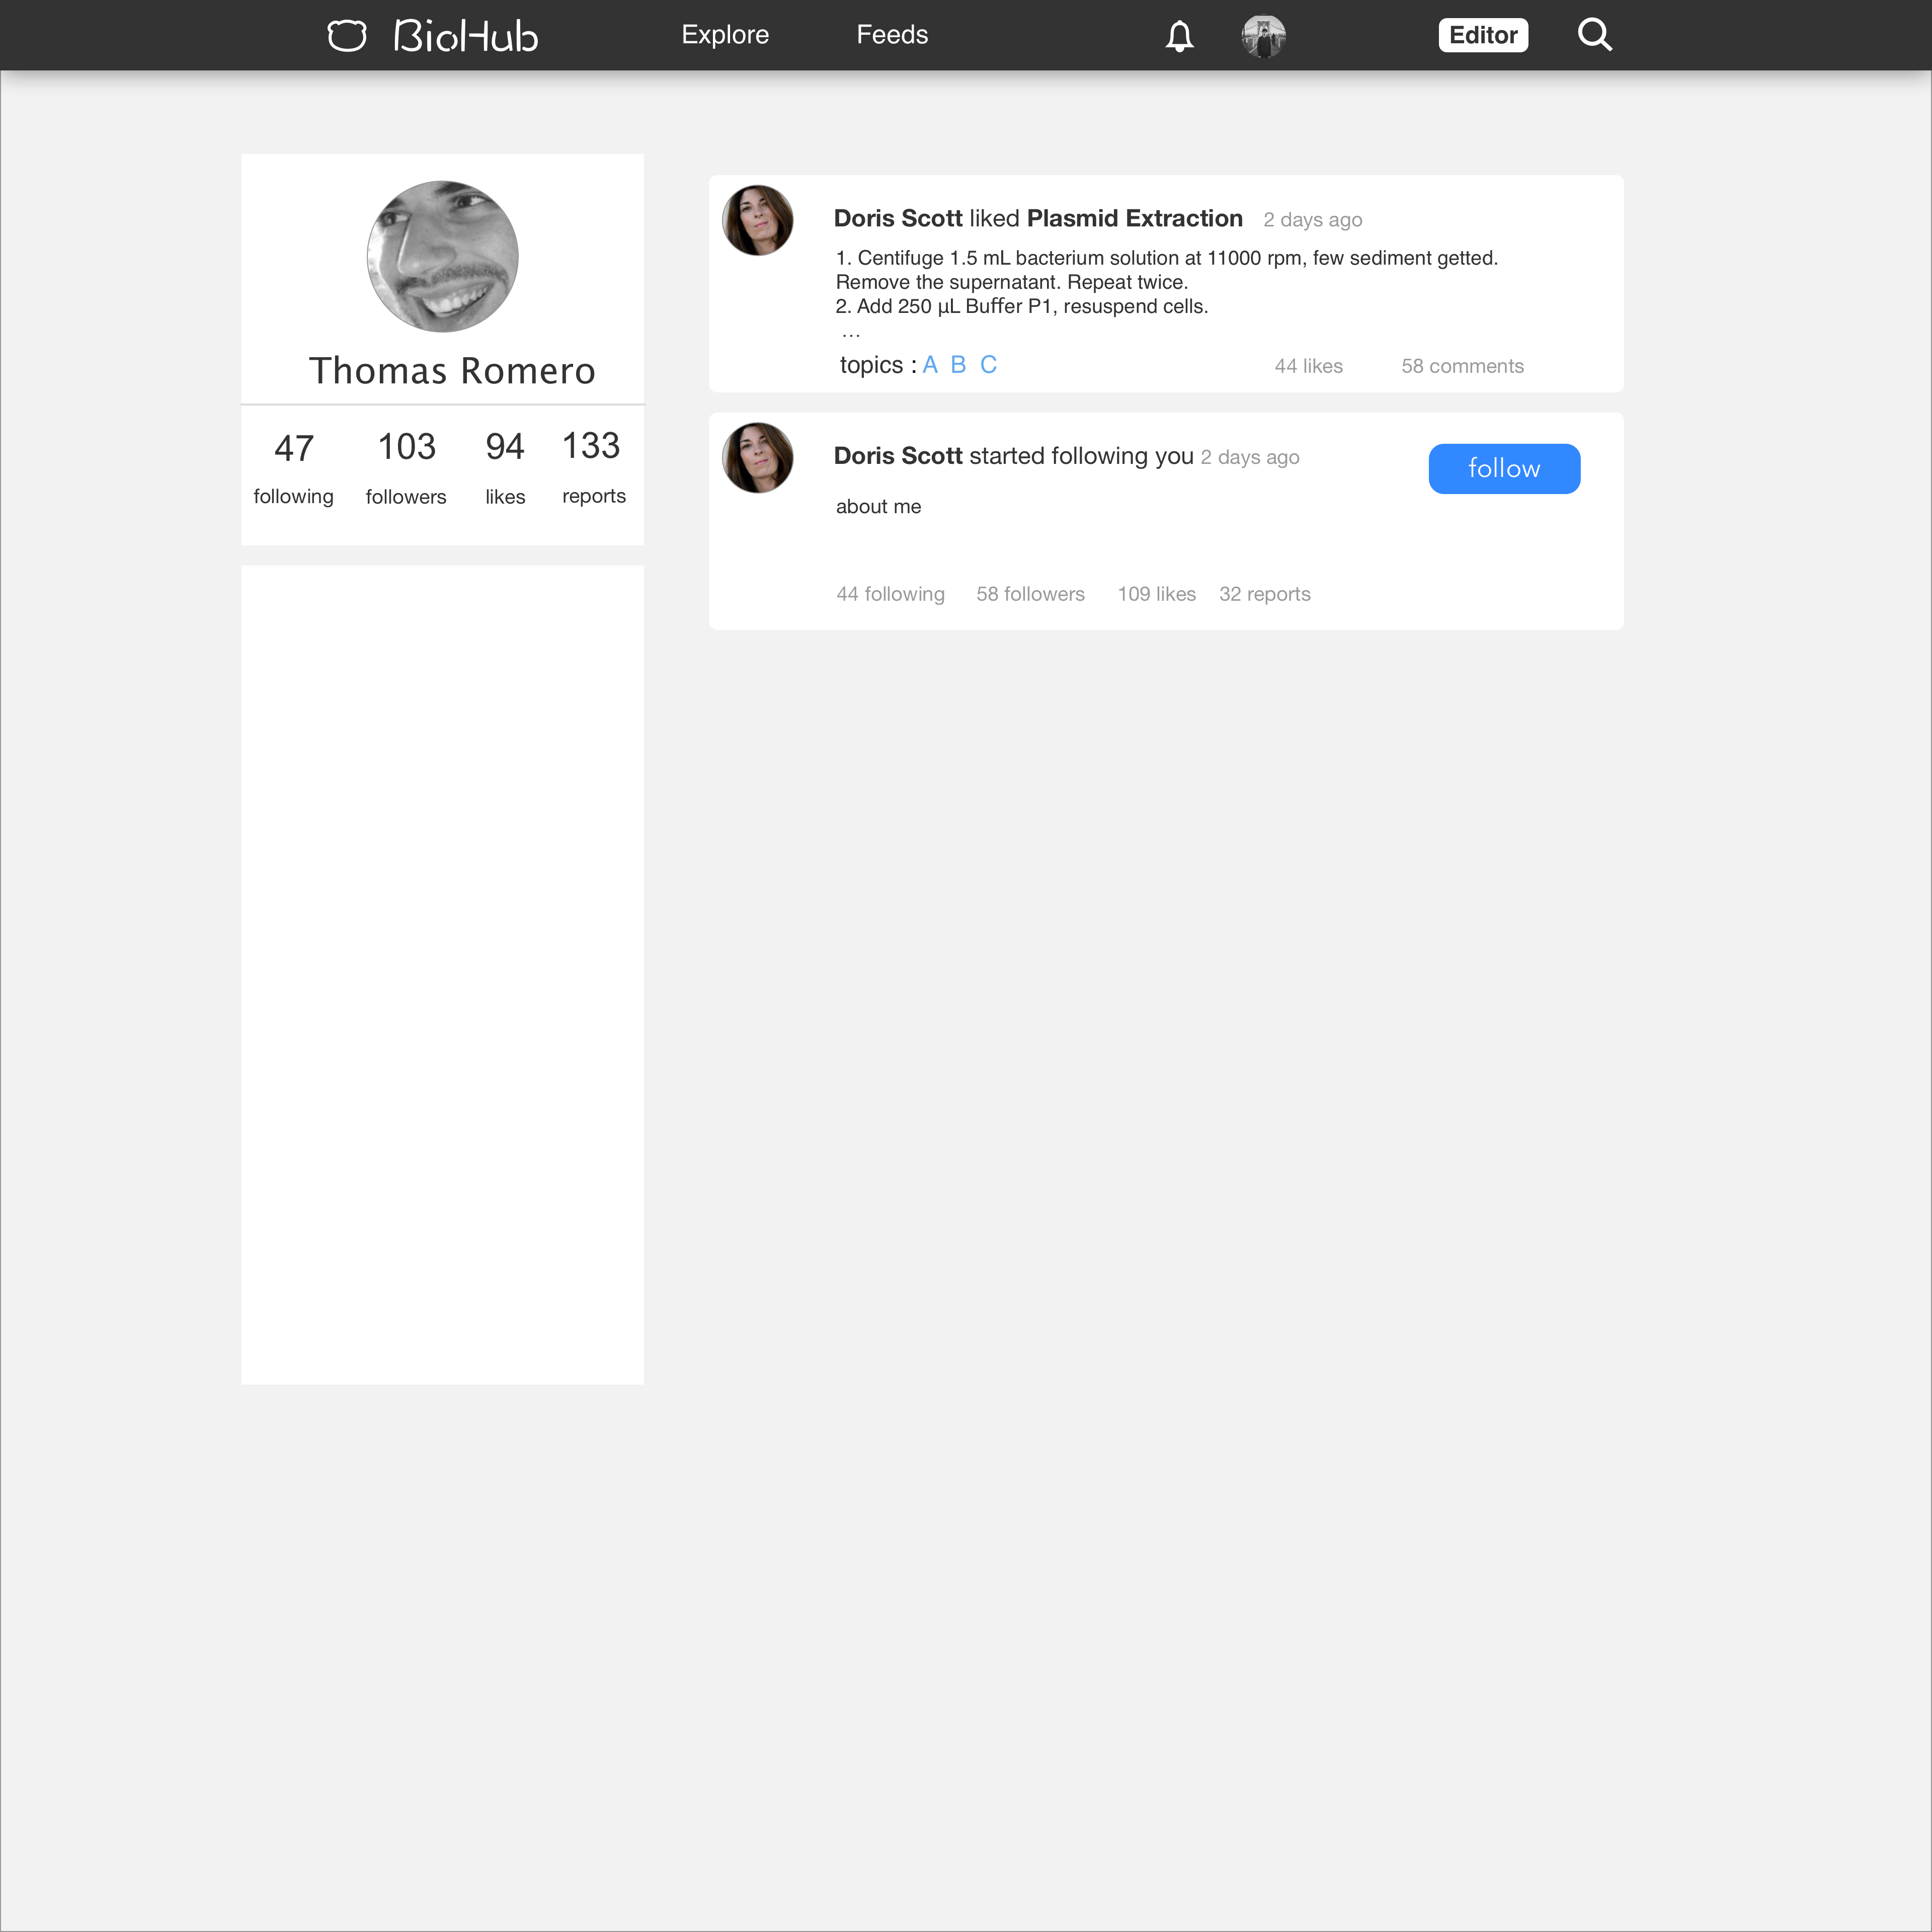 BioHub
Explore
Feeds
Editor
Thomas Romero
47
103
94
133
following
followers
likes
reports
Doris Scott liked Plasmid Extraction 2 days ago
1. Centifuge 1.5 mL bacterium solution at 11000 rpm, few sediment getted.
Remove the supernatant. Repeat twice.
2. Add 250 µL Buffer P1, resuspend cells.
...
topics : A B C
44 likes
58 comments
Doris Scott started following you 2 days ago
follow
about me
44 following
58 followers
109 likes
32 reports